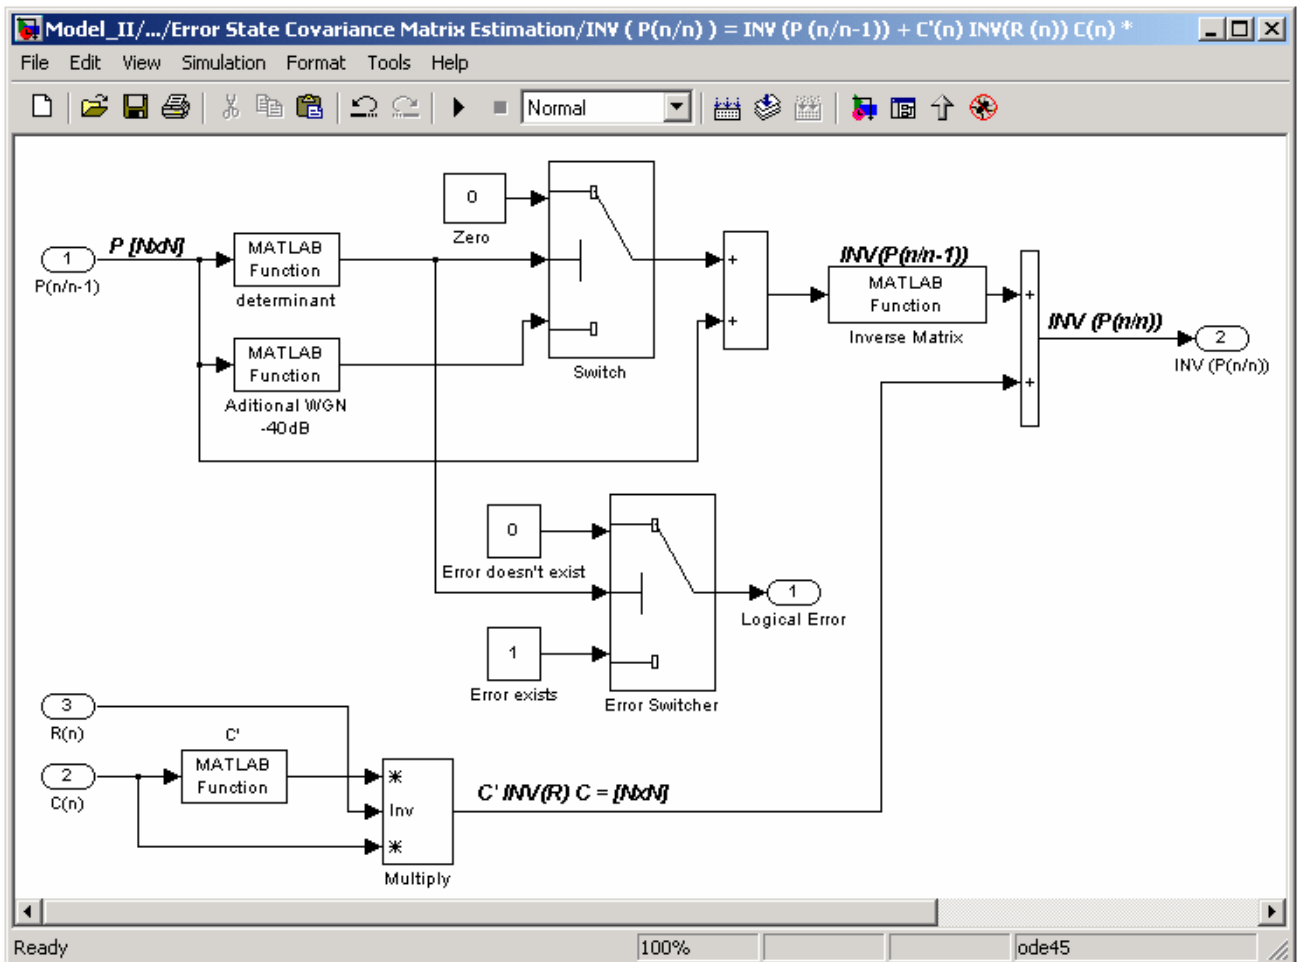 Model_II/.../Error State Covariance Matrix Estimation/INV ( P(n/n) ) = INV (P (n/n-1)) + C'(n) INV(R (n)) C(n) *
File Edit View Simulation Format Tools Help
Normal
0
Zero
1
P(n/n-1)
P [NxN]
MATLAB
Function
determinant
MATLAB
Function
Aditional WGN
-40dB
Switch
+
+
INV(P(n/n-1))
MATLAB
Function
Inverse Matrix
+
+
INV (P(n/n))
2
INV (P(n/n))
0
Error doesn't exist
1
Error exists
Error Switcher
1
Logical Error
3
R(n)
2
C(n)
C'
MATLAB
Function
*
Inv
*
Multiply
C' INV(R) C = [NxN]
Ready
100%
ode45